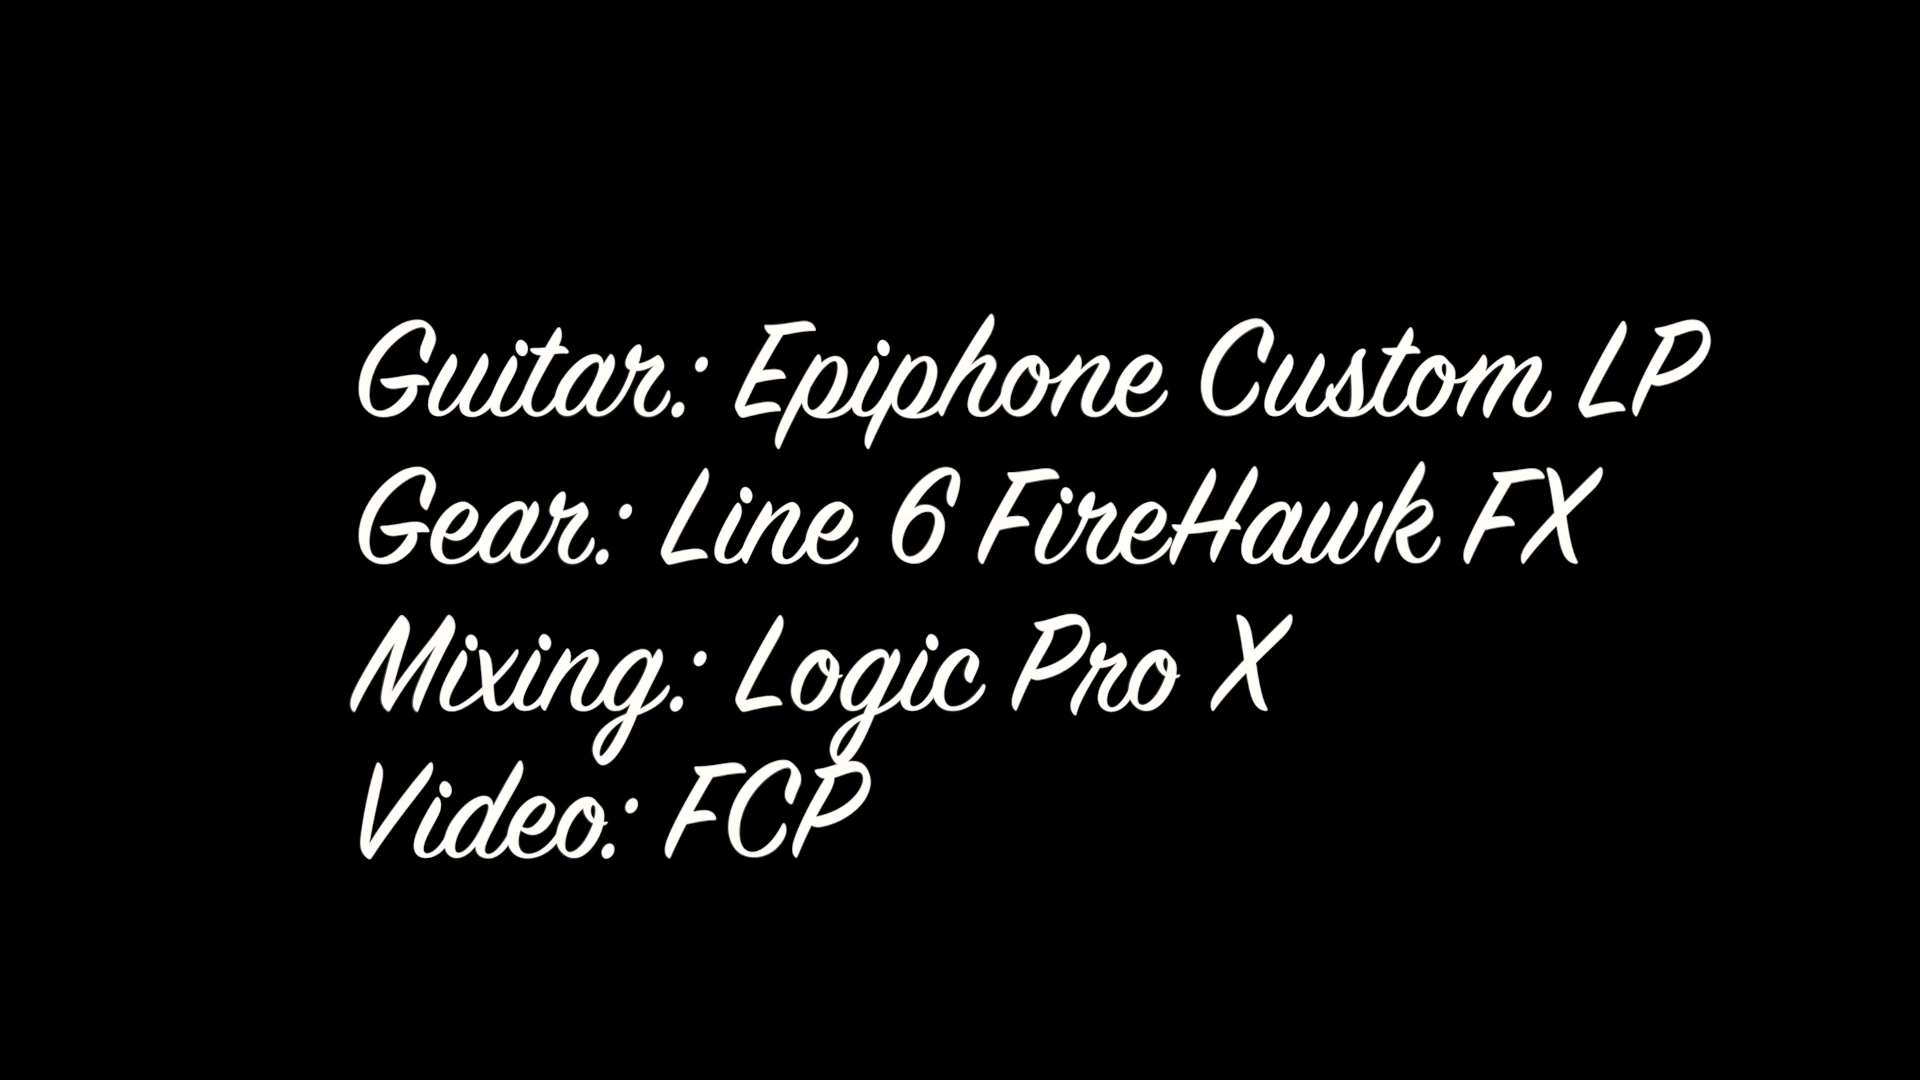 Guitar: Epiphone Custom LP
Gear: Line 6 FireHawk FX
Mixing: Logic Pro X
Video: FCP